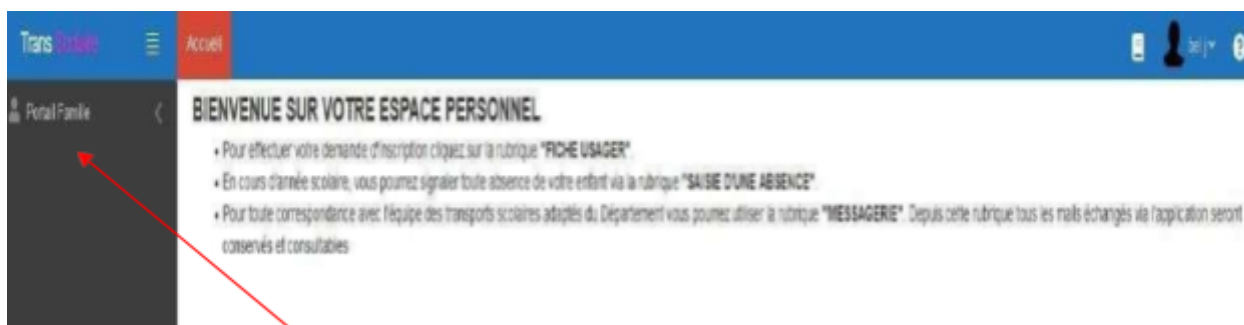 Trans Scolaire
Accueil
Portail Famille
BIENVENUE SUR VOTRE ESPACE PERSONNEL
• Pour effectuer votre demande d'inscription cliquez sur la rubrique "FICHE USAGER".
• En cours d'année scolaire, vous pourrez signaler toute absence de votre enfant via la rubrique "SAISIE D'UNE ABSENCE".
• Pour toute correspondance avec l'équipe des transports scolaires adaptés du Département vous pourrez utiliser la rubrique "MESSAGERIE". Depuis cette rubrique tous les mails échangés via l'application seront
conservés et consultables